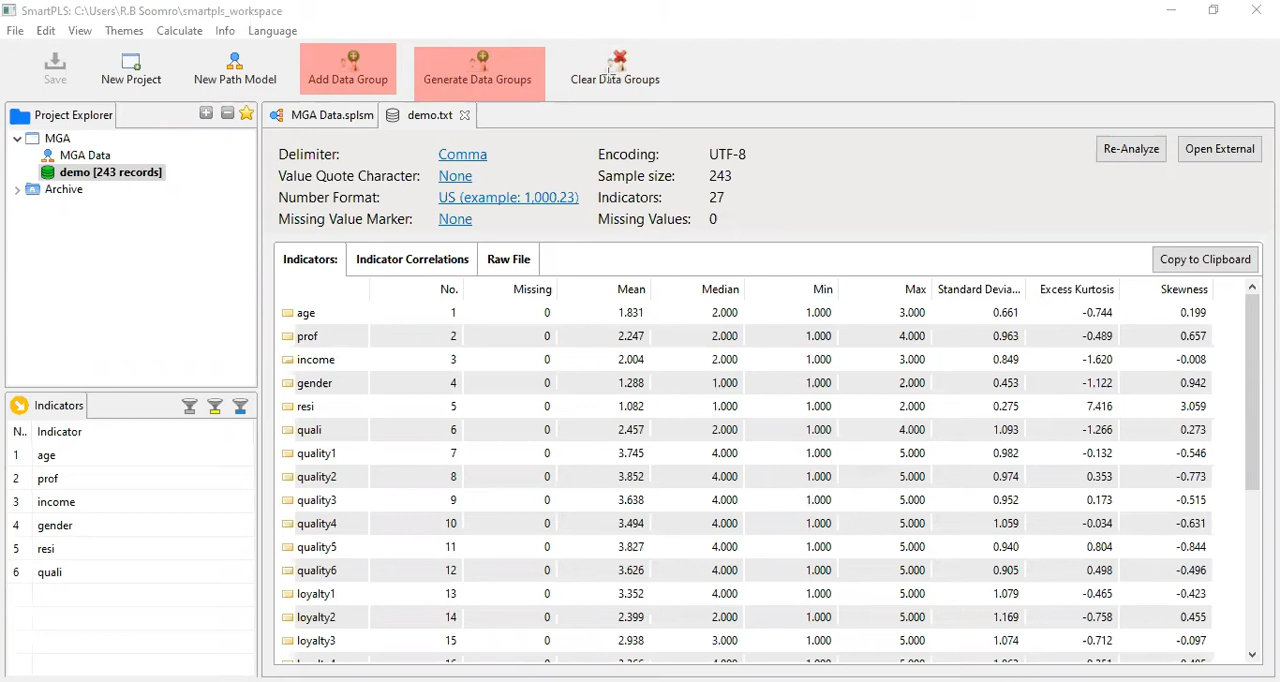 SmartPLS: C:\Users\R.B Soomro\smartpls_workspace
File Edit View Themes Calculate Info Language
Save New Project New Path Model Add Data Group Generate Data Groups Clear Data Groups
Project Explorer
MGA
MGA Data
demo [243 records]
Archive
Indicators
N.. Indicator
1 age
2 prof
3 income
4 gender
5 resi
6 quali
MGA Data.splsm demo.txt
Delimiter: Comma Encoding: UTF-8
Value Quote Character: None Sample size: 243
Number Format: US (example: 1,000.23) Indicators: 27
Missing Value Marker: None Missing Values: 0
Re-Analyze Open External
Indicators: Indicator Correlations Raw File Copy to Clipboard
No. Missing Mean Median Min Max Standard Devia... Excess Kurtosis Skewness
age 1 0 1.831 2.000 1.000 3.000 0.661 -0.744 0.199
prof 2 0 2.247 2.000 1.000 4.000 0.963 -0.489 0.657
income 3 0 2.004 2.000 1.000 3.000 0.849 -1.620 -0.008
gender 4 0 1.288 1.000 1.000 2.000 0.453 -1.122 0.942
resi 5 0 1.082 1.000 1.000 2.000 0.275 7.416 3.059
quali 6 0 2.457 2.000 1.000 4.000 1.093 -1.266 0.273
quality1 7 0 3.745 4.000 1.000 5.000 0.982 -0.132 -0.546
quality2 8 0 3.852 4.000 1.000 5.000 0.974 0.353 -0.773
quality3 9 0 3.638 4.000 1.000 5.000 0.952 0.173 -0.515
quality4 10 0 3.494 4.000 1.000 5.000 1.059 -0.034 -0.631
quality5 11 0 3.827 4.000 1.000 5.000 0.940 0.804 -0.844
quality6 12 0 3.626 4.000 1.000 5.000 0.905 0.498 -0.496
loyalty1 13 0 3.352 4.000 1.000 5.000 1.079 -0.465 -0.423
loyalty2 14 0 2.399 2.000 1.000 5.000 1.169 -0.758 0.455
loyalty3 15 0 2.938 3.000 1.000 5.000 1.074 -0.712 -0.097